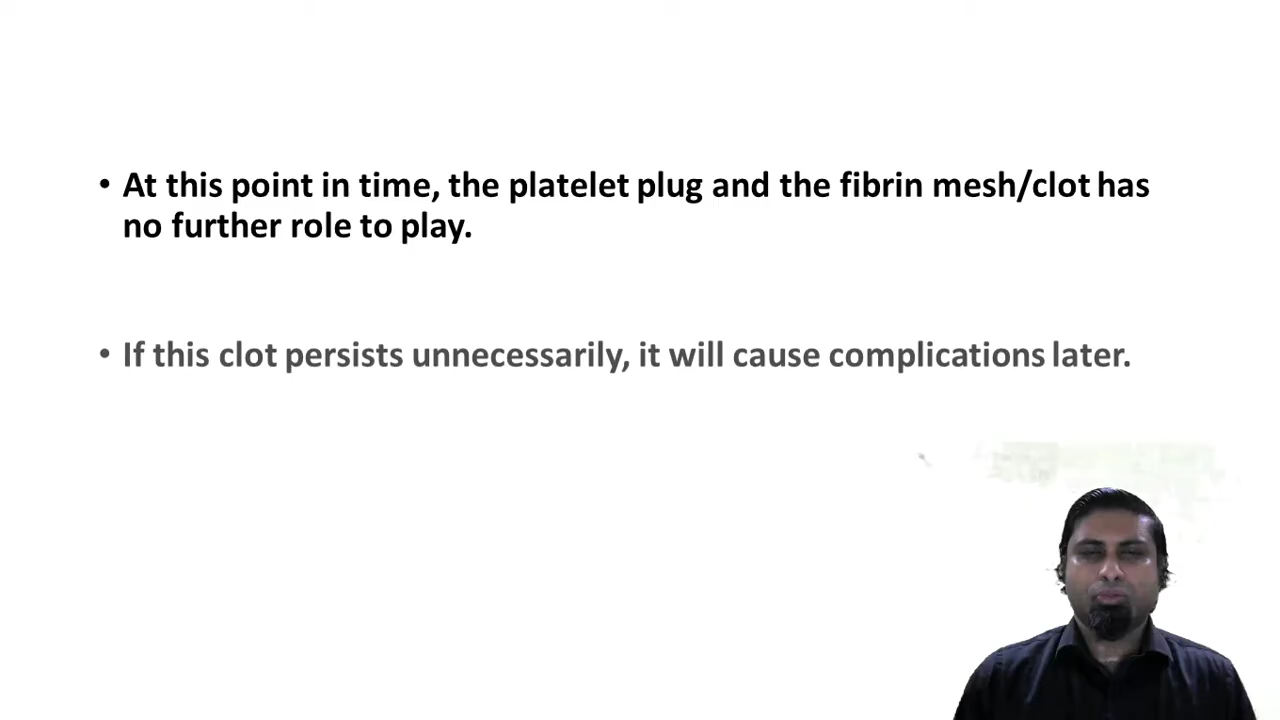 • At this point in time, the platelet plug and the fibrin mesh/clot has
no further role to play.
• If this clot persists unnecessarily, it will cause complications later.